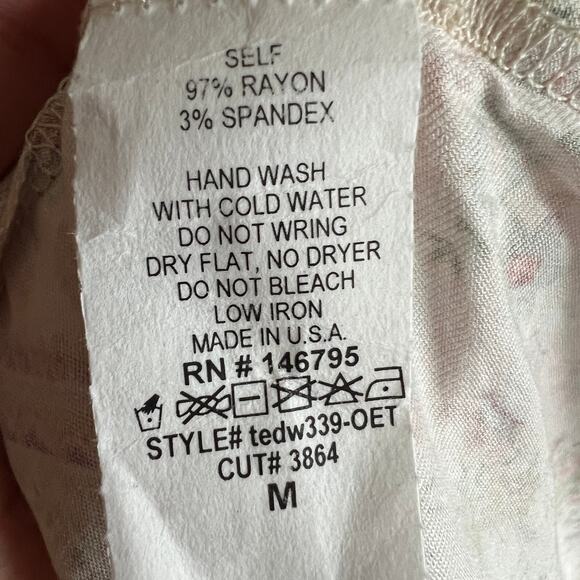 SELF
97% RAYON
3% SPANDEX
HAND WASH
WITH COLD WATER
DO NOT WRING
DRY FLAT, NO DRYER
DO NOT BLEACH
LOW IRON
MADE IN U.S.A.
RN # 146795
STYLE# tedw339-OET
CUT# 3864
M